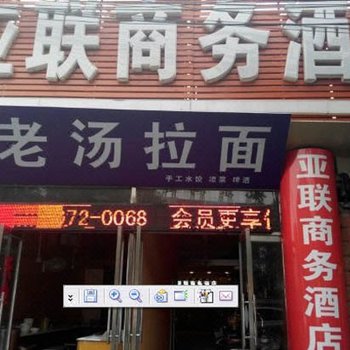 亚联商务酒
老汤拉面
手工水饺 凉菜 啤酒
72-0068 会员更享
亚联商务酒店